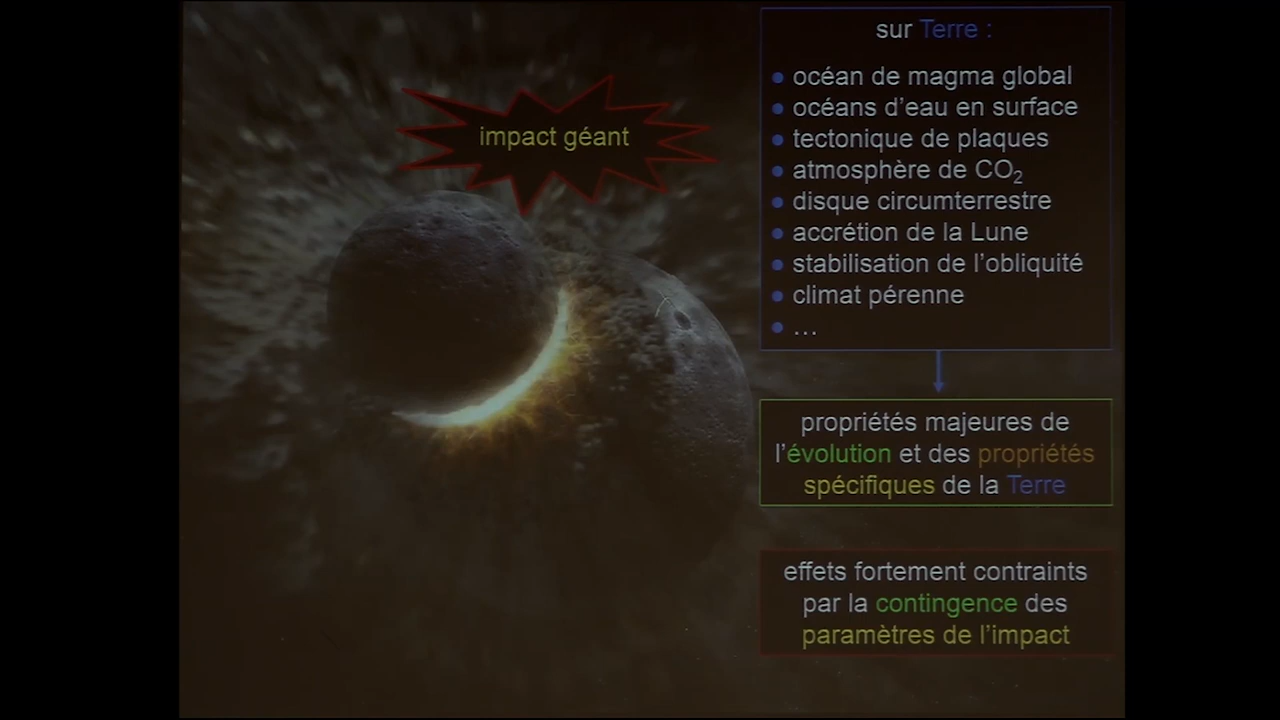 impact géant
sur Terre :
• océan de magma global
• océans d’eau en surface
• tectonique de plaques
• atmosphère de CO₂
• disque circumterrestre
• accrétion de la Lune
• stabilisation de l’obliquité
• climat pérenne
• …
propriétés majeures de
l’évolution et des propriétés
spécifiques de la Terre
effets fortement contraints
par la contingence des
paramètres de l’impact